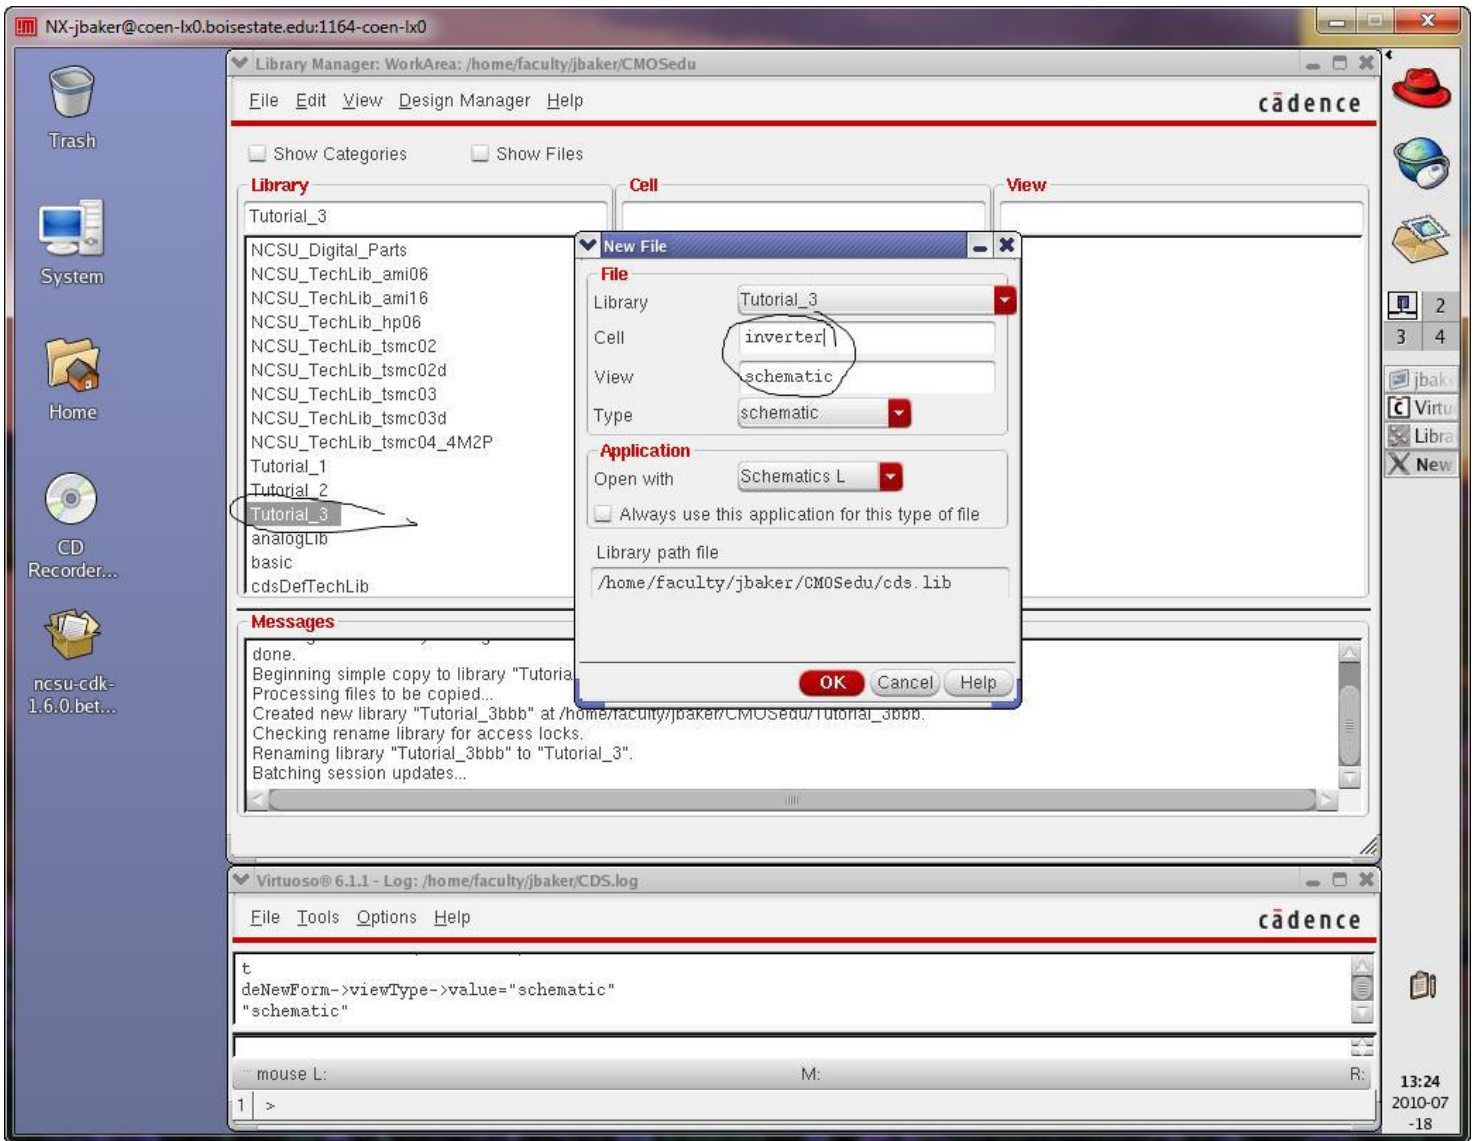 NX-jbaker@coen-lx0.boisestate.edu:1164-coen-lx0
Trash
System
Home
CD
Recorder...
ncsu-cdk-
1.6.0.bet...
Library Manager: WorkArea: /home/faculty/jbaker/CMOSedu
File Edit View Design Manager Help
cādence
Show Categories Show Files
Library Cell View
Tutorial_3
NCSU_Digital_Parts
NCSU_TechLib_ami06
NCSU_TechLib_ami16
NCSU_TechLib_hp06
NCSU_TechLib_tsmc02
NCSU_TechLib_tsmc02d
NCSU_TechLib_tsmc03
NCSU_TechLib_tsmc03d
NCSU_TechLib_tsmc04_4M2P
Tutorial_1
Tutorial_2
Tutorial_3
analogLib
basic
cdsDefTechLib
New File
File
Library Tutorial_3
Cell inverter
View schematic
Type schematic
Application
Open with Schematics L
Always use this application for this type of file
Library path file
/home/faculty/jbaker/CMOSedu/cds.lib
OK Cancel Help
Messages
done.
Beginning simple copy to library "Tutoria
Processing files to be copied...
Created new library "Tutorial_3bbb" at /home/faculty/jbaker/CMOSedu/Tutorial_3bbb.
Checking rename library for access locks.
Renaming library "Tutorial_3bbb" to "Tutorial_3".
Batching session updates...
Virtuoso® 6.1.1 - Log: /home/faculty/jbaker/CDS.log
File Tools Options Help
cādence
t
deNewForm->viewType->value="schematic"
"schematic"
mouse L: M: R:
1 >
2
3 4
jbake
Virtu
Libra
New
13:24
2010-07
-18